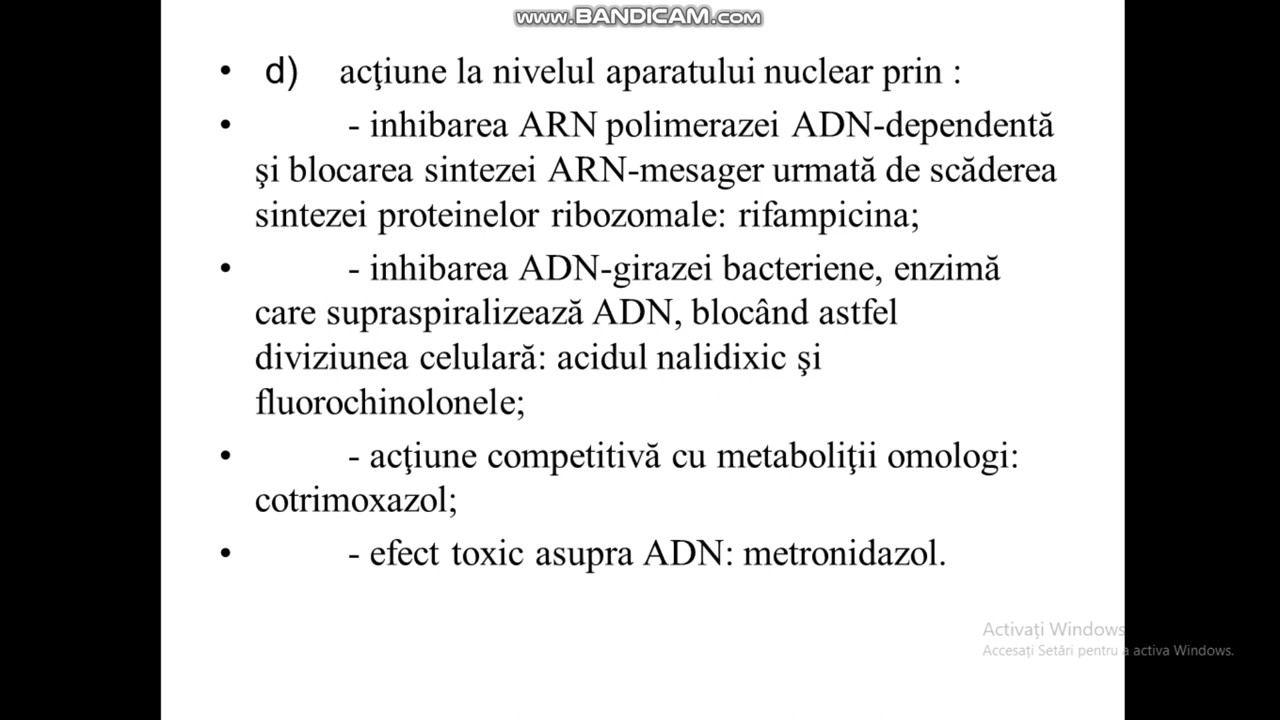 www.BANDICAM.com
• d) acţiune la nivelul aparatului nuclear prin :
• - inhibarea ARN polimerazei ADN-dependentă
şi blocarea sintezei ARN-mesager urmată de scăderea
sintezei proteinelor ribozomale: rifampicina;
• - inhibarea ADN-girazei bacteriene, enzimă
care supraspiralizează ADN, blocând astfel
diviziunea celulară: acidul nalidixic şi
fluorochinolonele;
• - acţiune competitivă cu metaboliţii omologi:
cotrimoxazol;
• - efect toxic asupra ADN: metronidazol.
Activați Windows
Accesați Setări pentru a activa Windows.